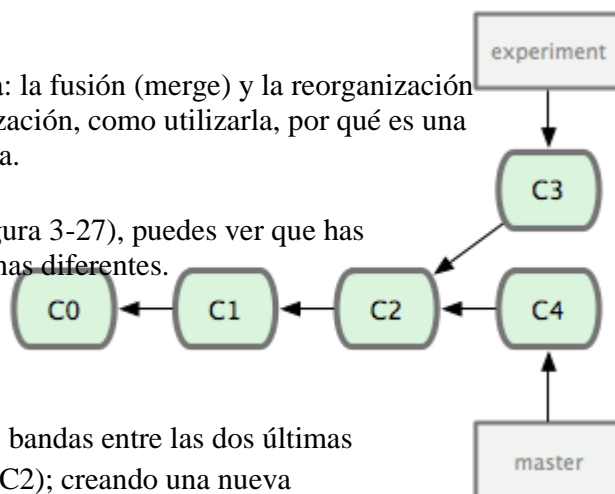 experiment
: la fusión (merge) y la reorganización
zación, como utilizarla, por qué es una
a.
C3
gura 3-27), puedes ver que has
mas diferentes.
C0 C1 C2 C4
bandas entre las dos últimas
C2); creando una nueva
master